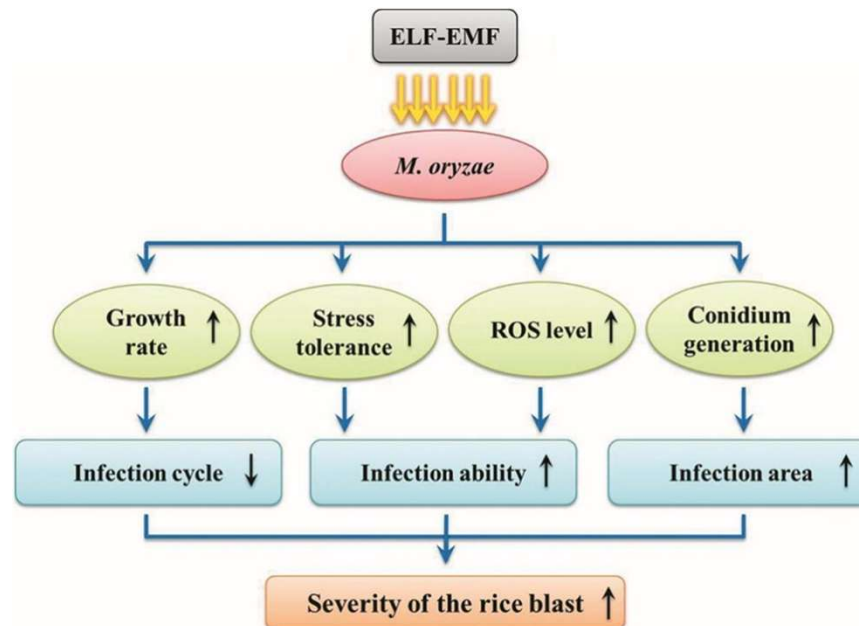 ELF-EMF
M. oryzae
Growth
rate ↑
Stress
tolerance ↑
ROS level ↑
Conidium
generation ↑
Infection cycle ↓
Infection ability ↑
Infection area ↑
Severity of the rice blast ↑